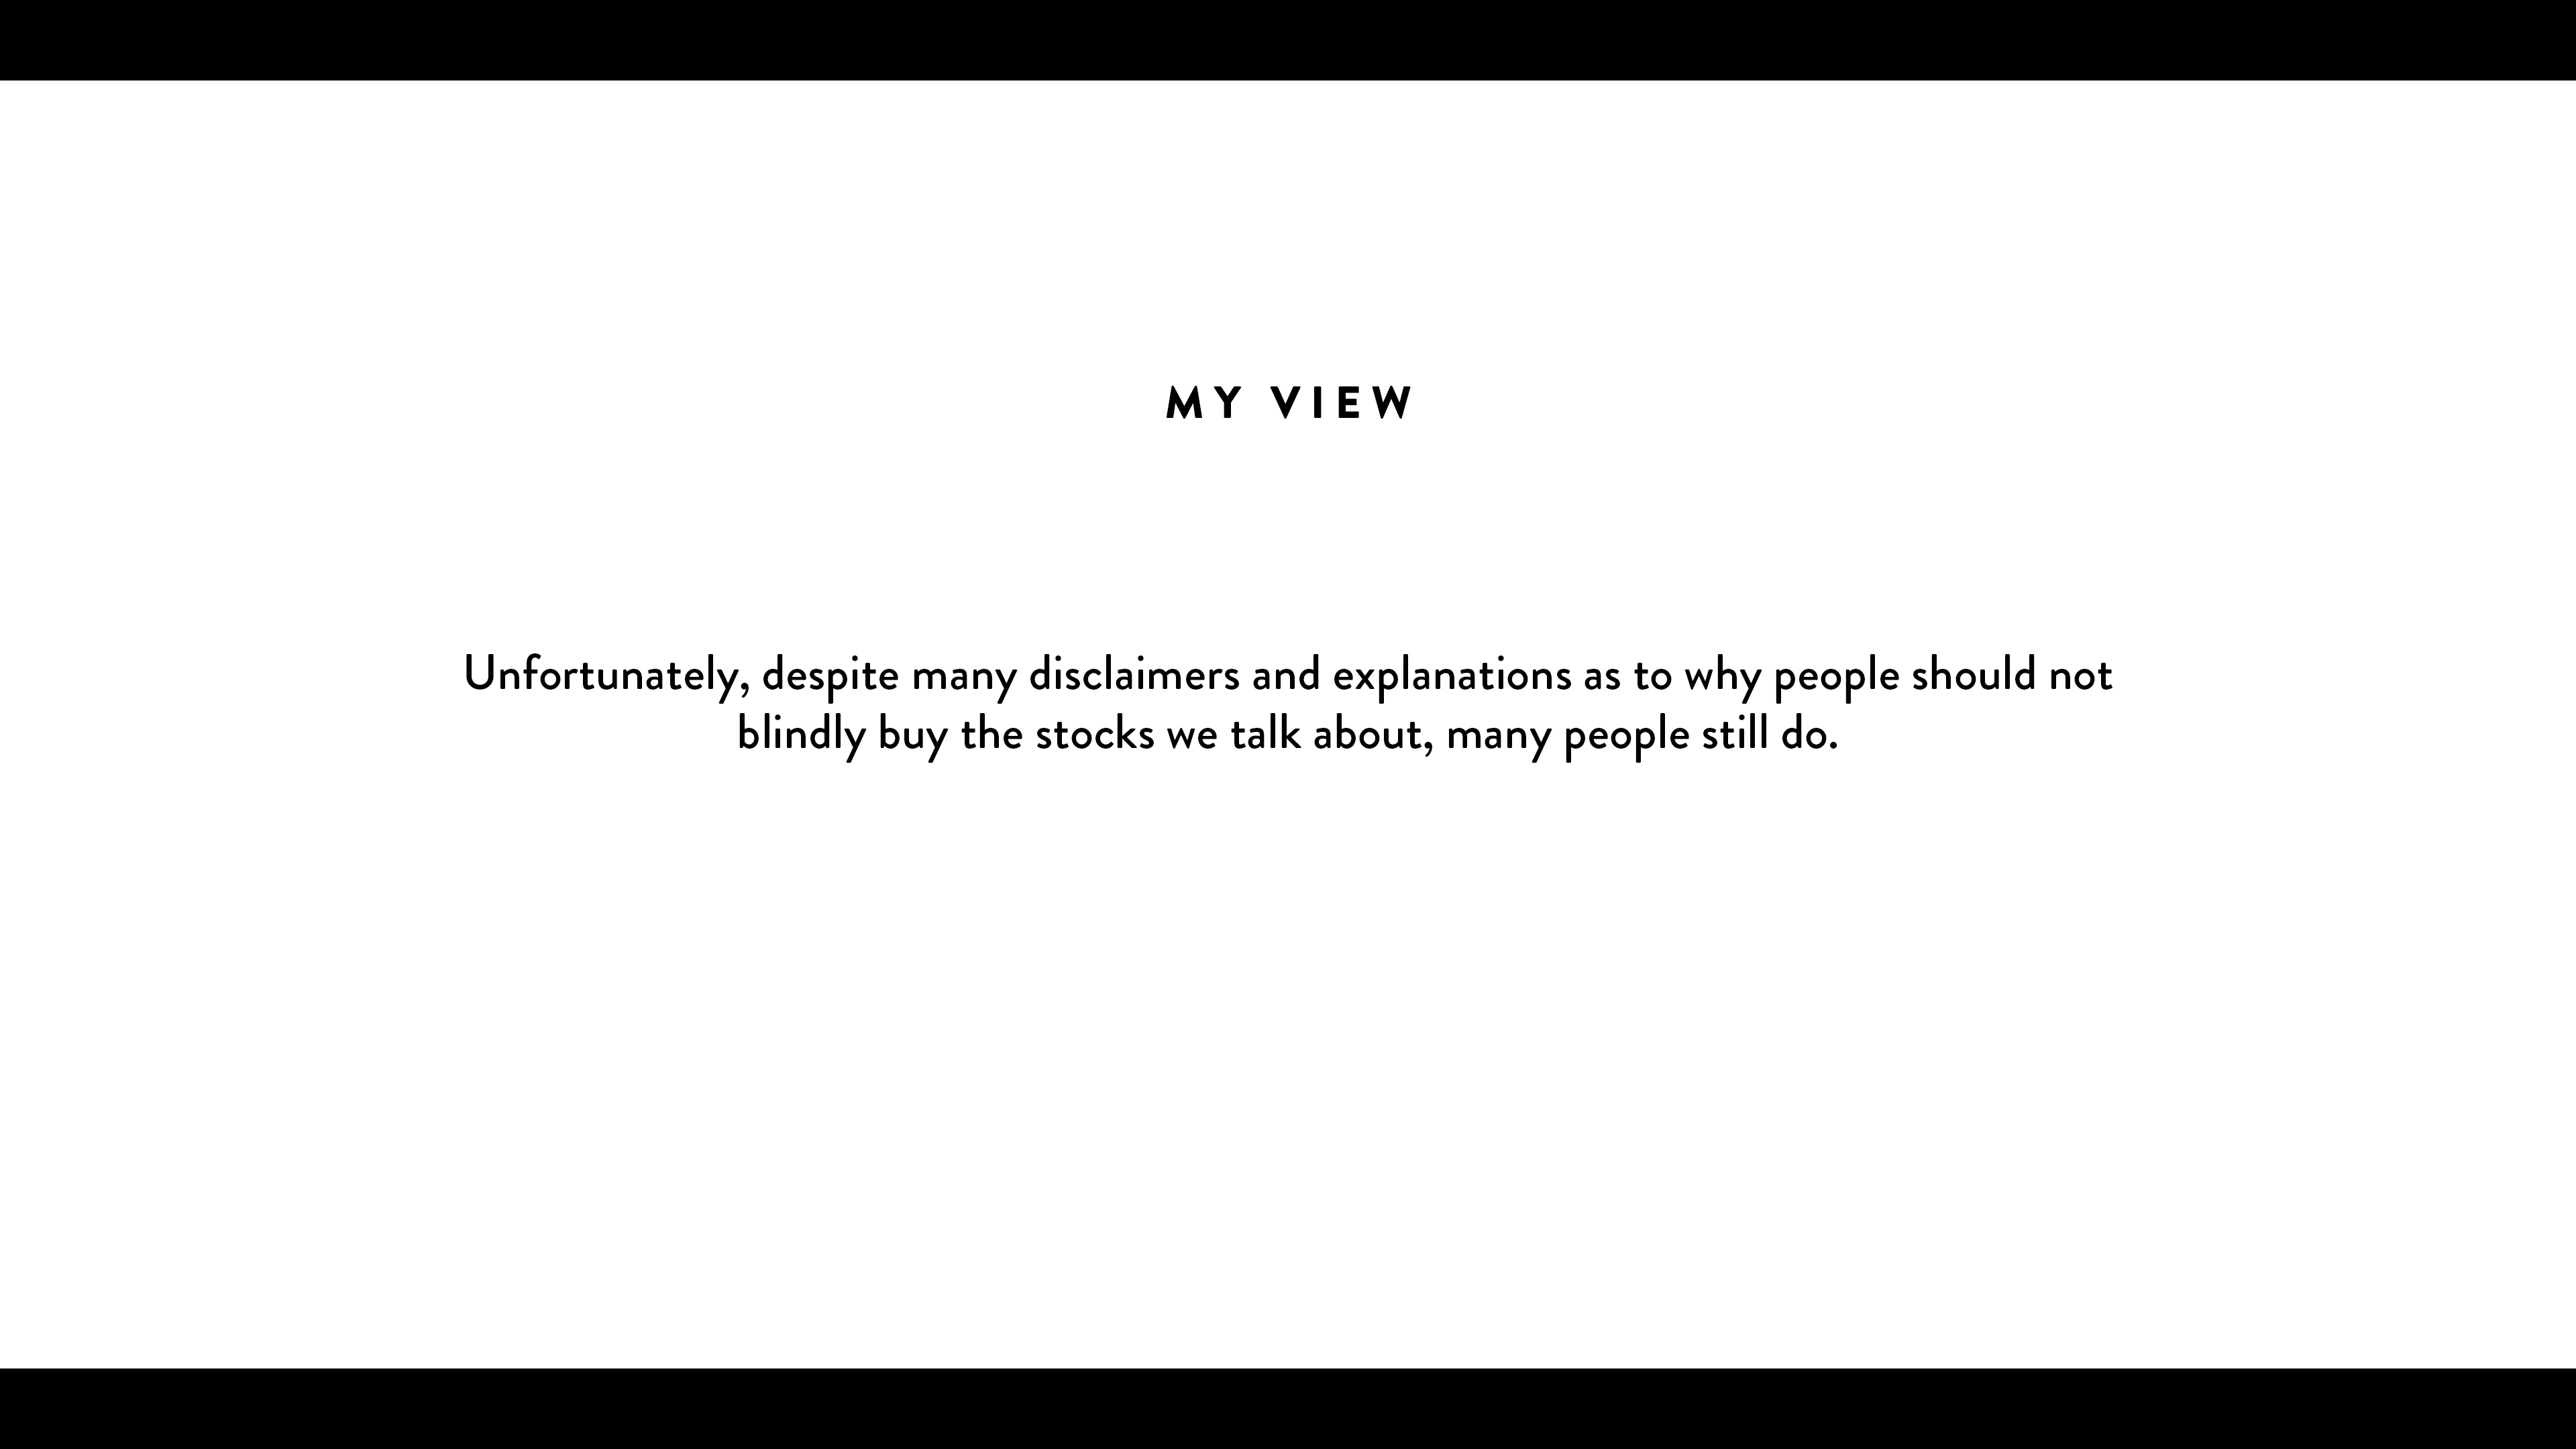 MY VIEW
Unfortunately, despite many disclaimers and explanations as to why people should not
blindly buy the stocks we talk about, many people still do.